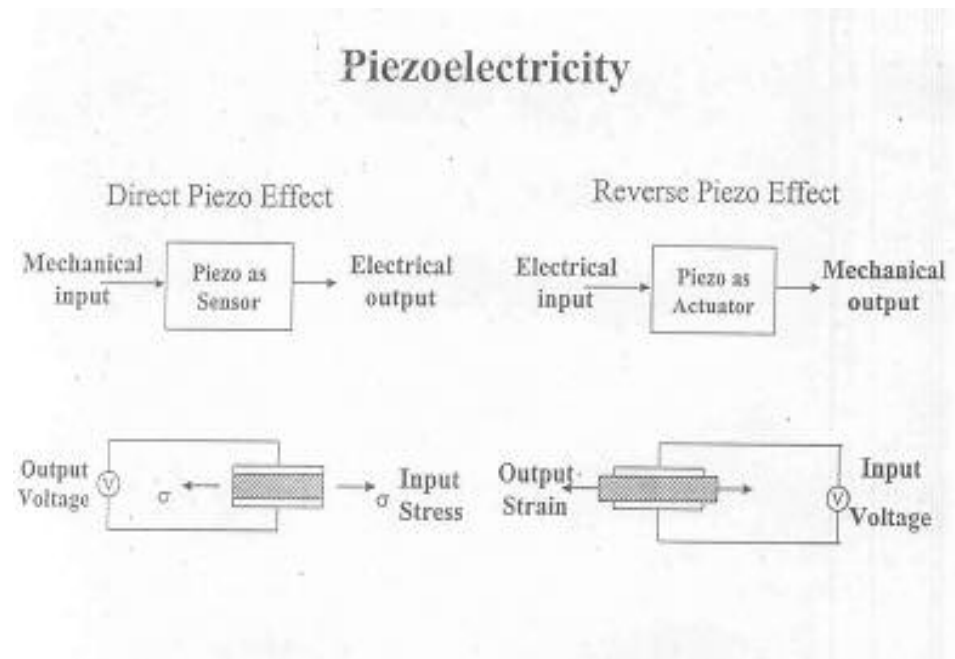 Piezoelectricity
Direct Piezo Effect
Mechanical
input
Piezo as
Sensor
Electrical
output
Reverse Piezo Effect
Electrical
input
Piezo as
Actuator
Mechanical
output
Output
Voltage
V
σ
σ
Input
Stress
Output
Strain
V
Input
Voltage